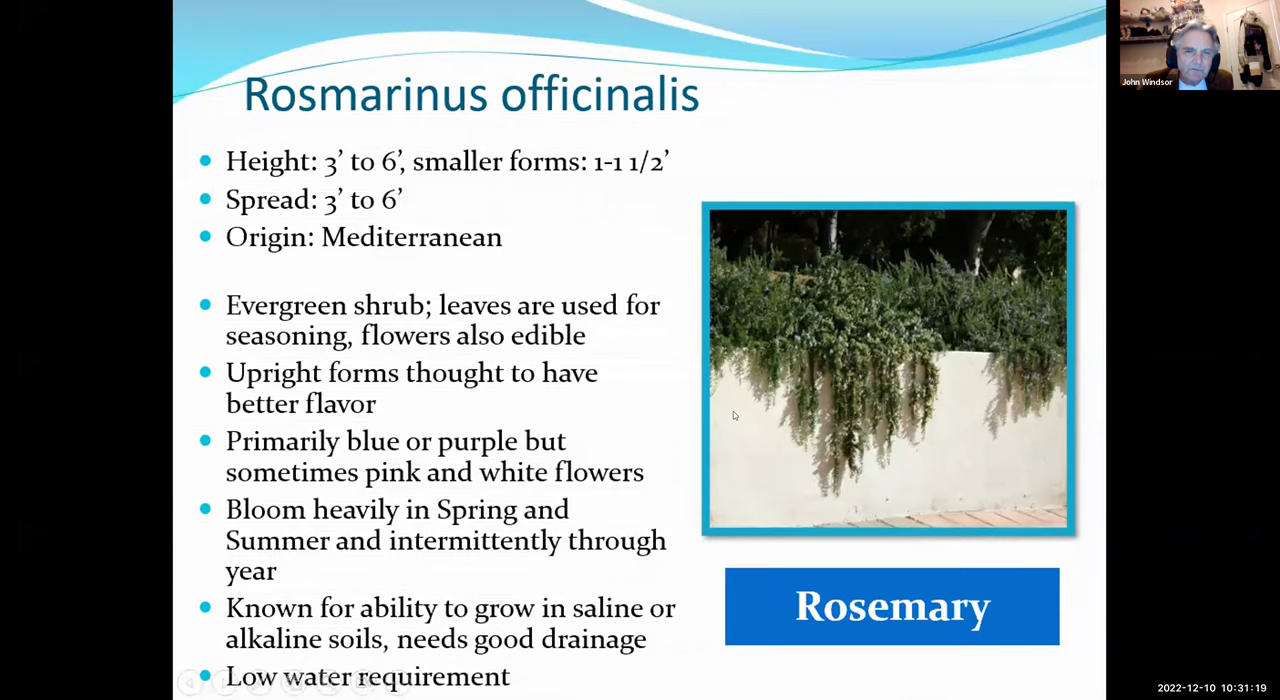 Rosmarinus officinalis
Height: 3’ to 6’, smaller forms: 1-1 1/2’
Spread: 3’ to 6’
Origin: Mediterranean
Evergreen shrub; leaves are used for
seasoning, flowers also edible
Upright forms thought to have
better flavor
Primarily blue or purple but
sometimes pink and white flowers
Bloom heavily in Spring and
Summer and intermittently through
year
Known for ability to grow in saline or
alkaline soils, needs good drainage
Low water requirement
Rosemary
John Windsor
2022-12-10 10:31:19